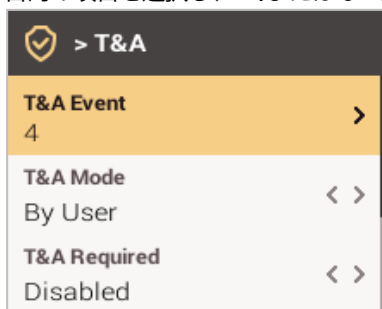 > T&A
T&A Event
4
T&A Mode
By User
T&A Required
Disabled